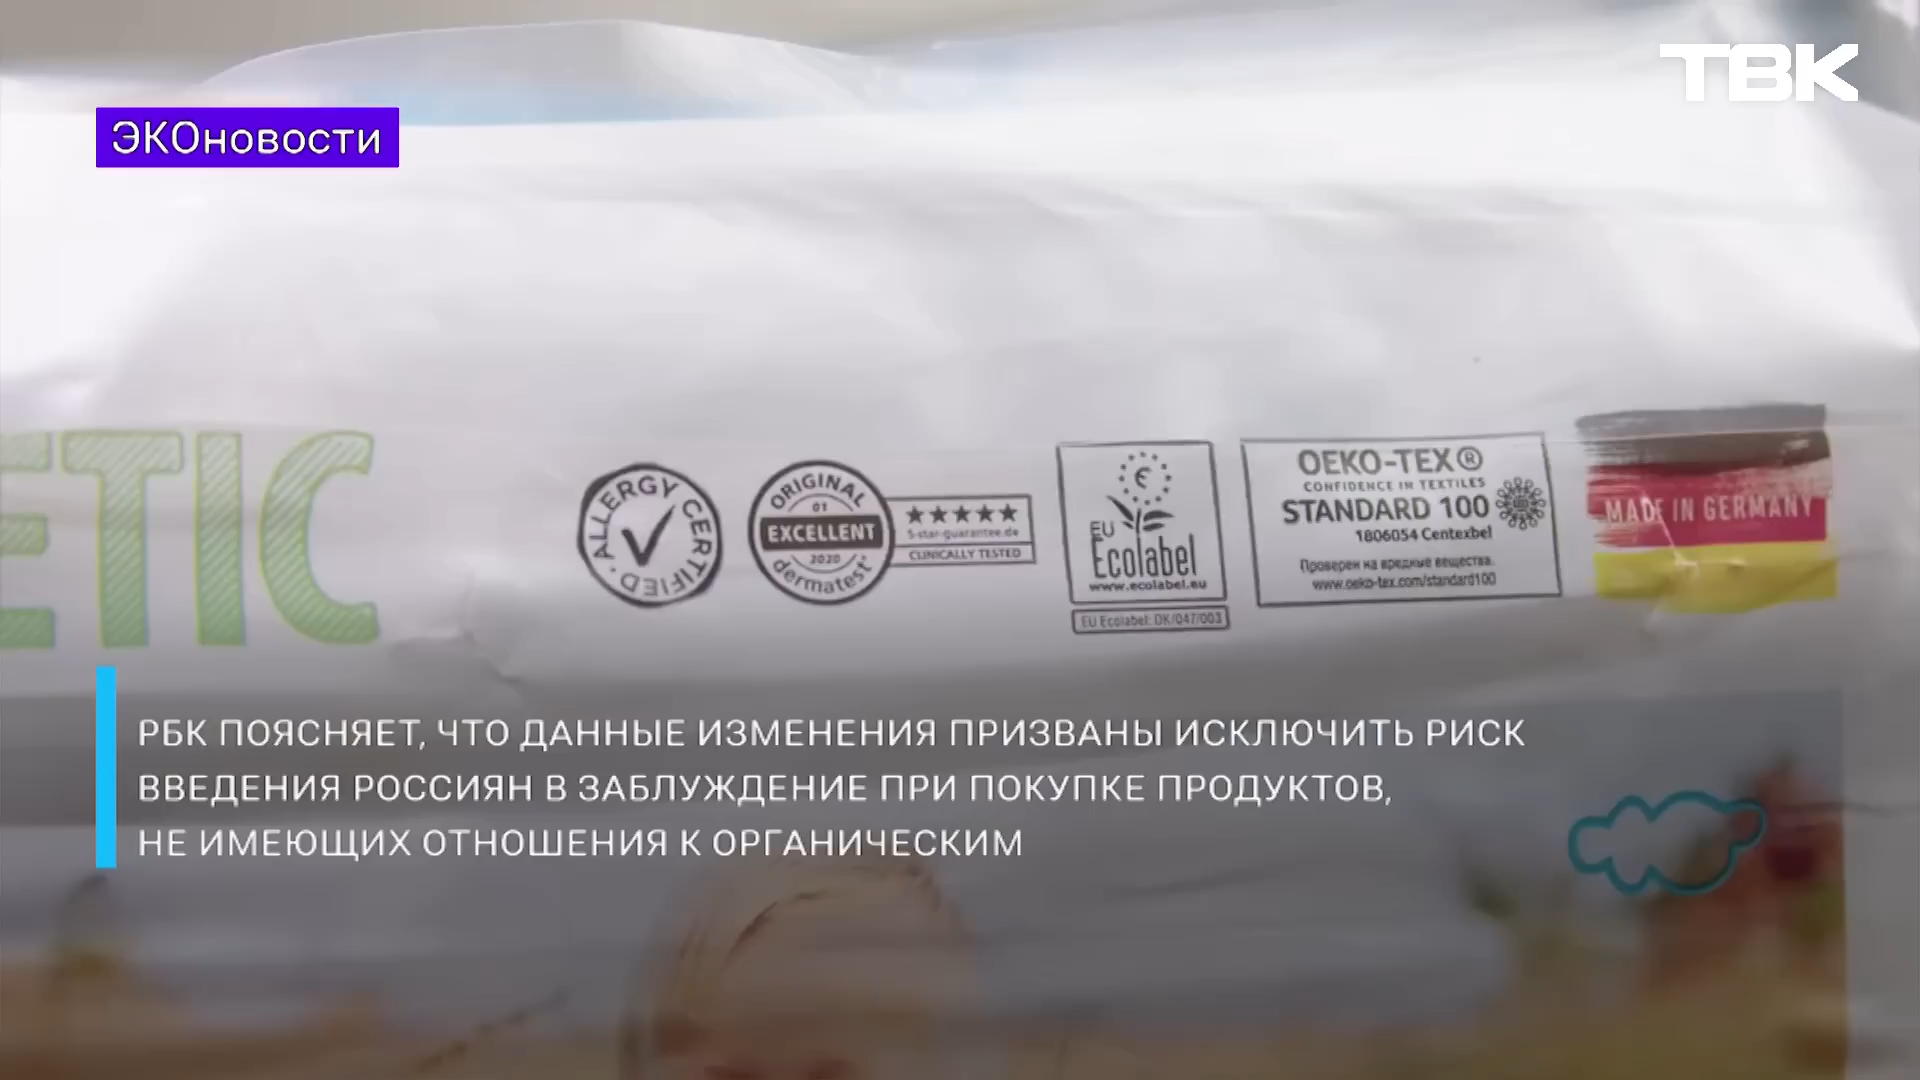 ТВК
ЭКОновости
ETIC
ALLERGY CERTIFIED
ORIGINAL
01
EXCELLENT
2020
dermatest®
5-star-guarantee.de
CLINICALLY TESTED
EU
Ecolabel
www.ecolabel.eu
EU Ecolabel: DK/047/003
OEKO-TEX®
CONFIDENCE IN TEXTILES
STANDARD 100
1806054 Centexbel
Проверен на вредные вещества.
www.oeko-tex.com/standard100
MADE IN GERMANY
РБК ПОЯСНЯЕТ, ЧТО ДАННЫЕ ИЗМЕНЕНИЯ ПРИЗВАНЫ ИСКЛЮЧИТЬ РИСК
ВВЕДЕНИЯ РОССИЯН В ЗАБЛУЖДЕНИЕ ПРИ ПОКУПКЕ ПРОДУКТОВ,
НЕ ИМЕЮЩИХ ОТНОШЕНИЯ К ОРГАНИЧЕСКИМ